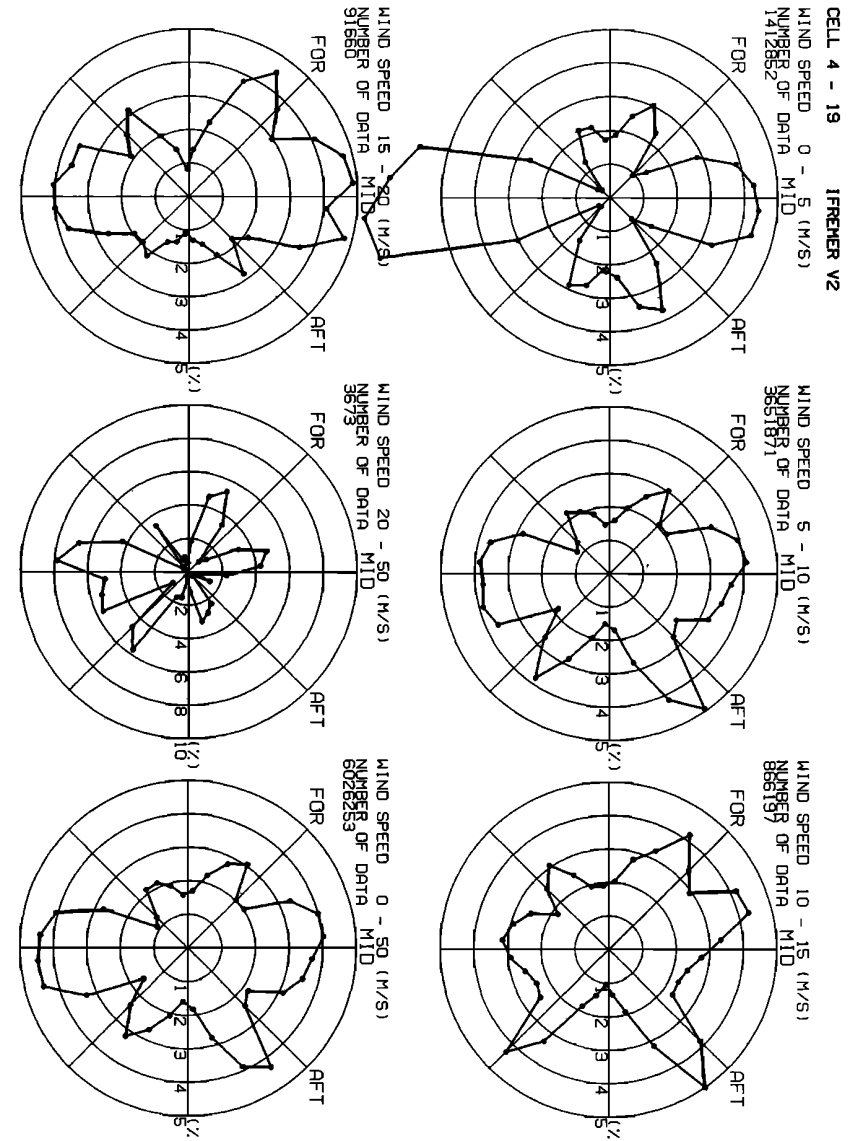 CELL 4 - 19 IFREMER V2
WIND SPEED 0 - 5 (M/S)
NUMBER OF DATA
1412852
FOR
MID
AFT
1
2
3
4
5 (%)
WIND SPEED 5 - 10 (M/S)
NUMBER OF DATA
3651871
FOR
MID
AFT
1
2
3
4
5 (%)
WIND SPEED 10 - 15 (M/S)
NUMBER OF DATA
866197
FOR
MID
AFT
1
2
3
4
5 (%)
WIND SPEED 15 - 20 (M/S)
NUMBER OF DATA
91660
FOR
MID
AFT
1
2
3
4
5 (%)
WIND SPEED 20 - 50 (M/S)
NUMBER OF DATA
3673
FOR
MID
AFT
2
4
6
8
10 (%)
WIND SPEED 0 - 50 (M/S)
NUMBER OF DATA
6026253
FOR
MID
AFT
1
2
3
4
5 (%)